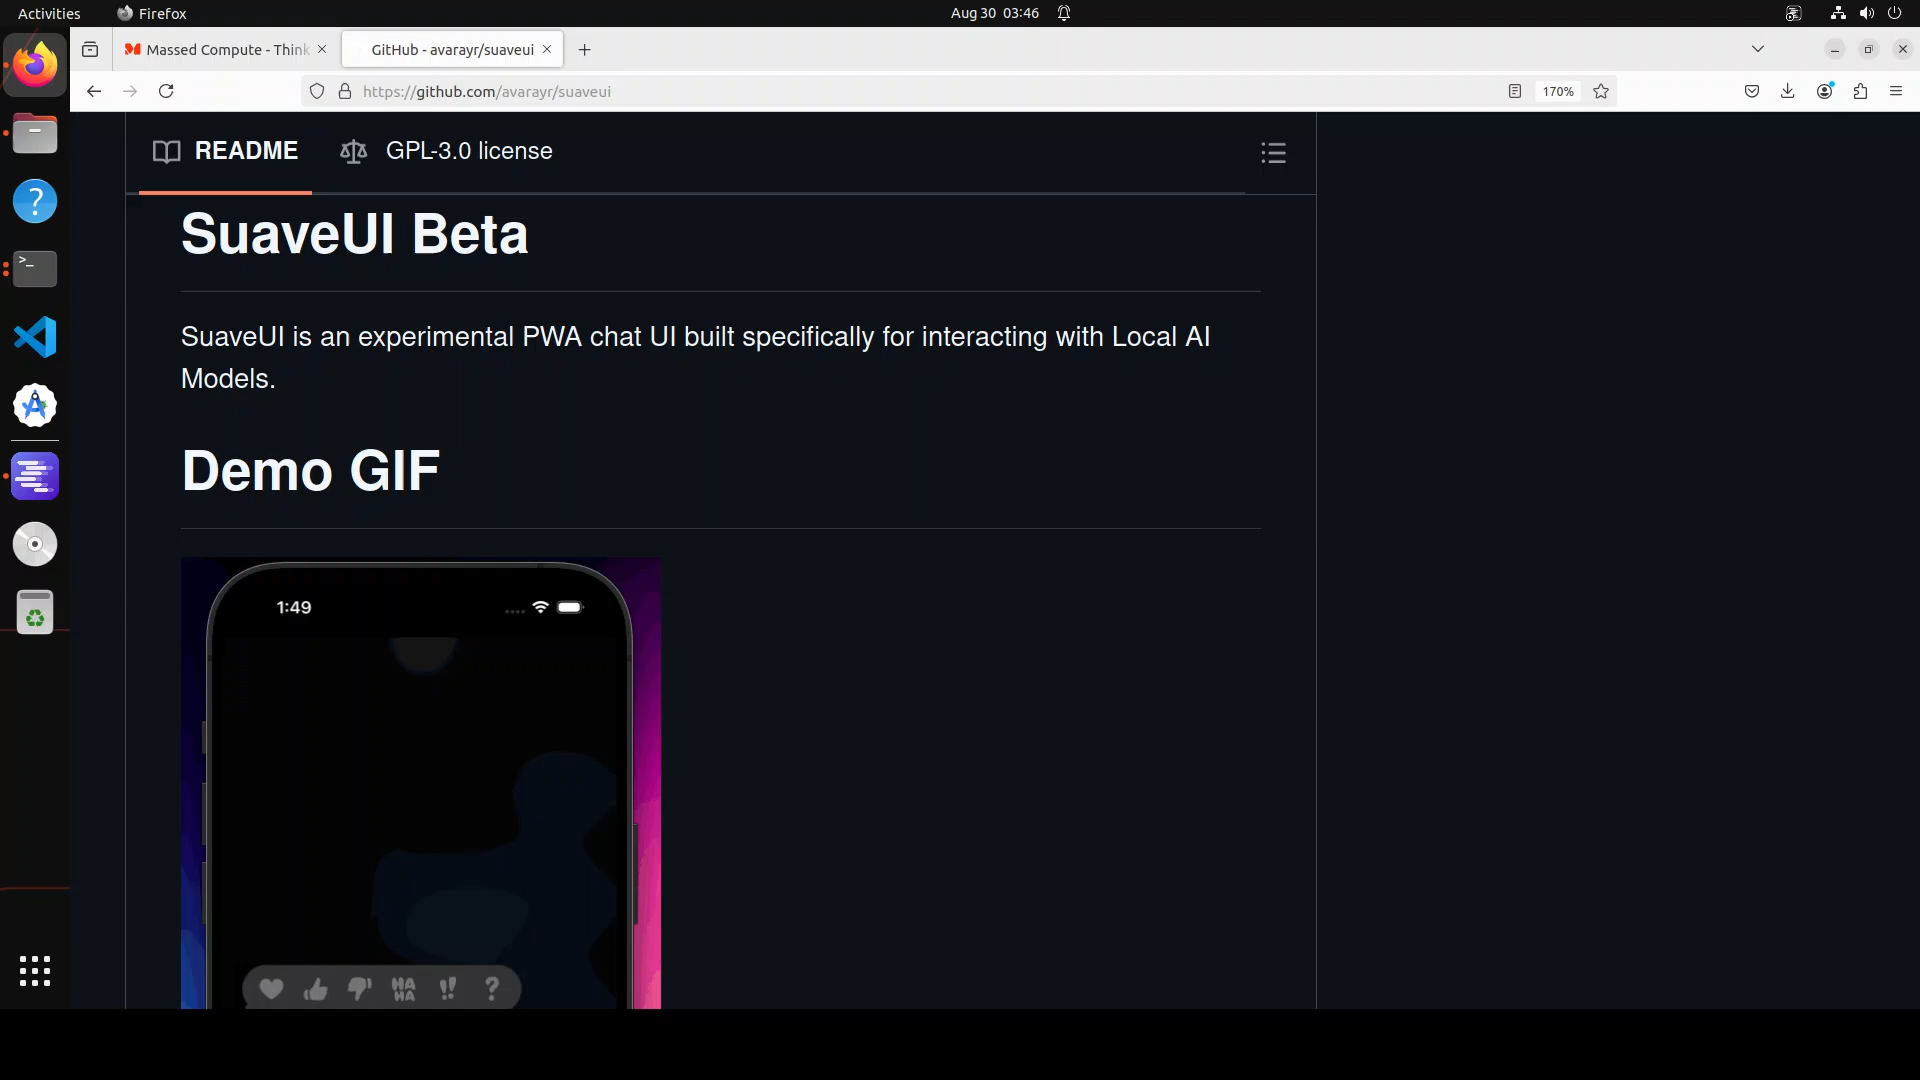 Activities
Firefox
Aug 30 03:46
Massed Compute - Think
GitHub - avarayr/suaveui
https://github.com/avarayr/suaveui
170%
README
GPL-3.0 license
SuaveUI Beta
SuaveUI is an experimental PWA chat UI built specifically for interacting with Local AI
Models.
Demo GIF
1:49
HA
HA
!!
?